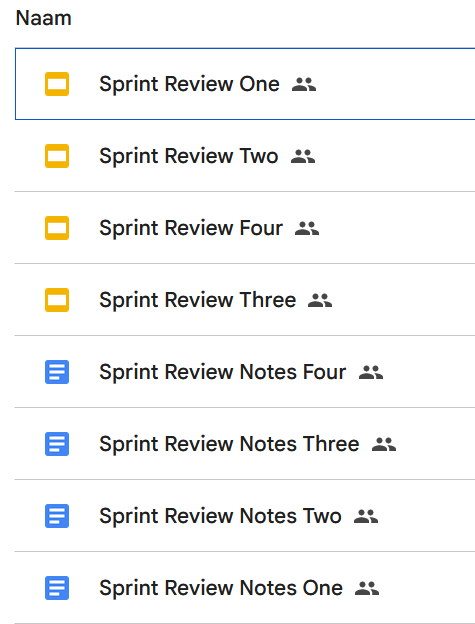 Naam
Sprint Review One
Sprint Review Two
Sprint Review Four
Sprint Review Three
Sprint Review Notes Four
Sprint Review Notes Three
Sprint Review Notes Two
Sprint Review Notes One